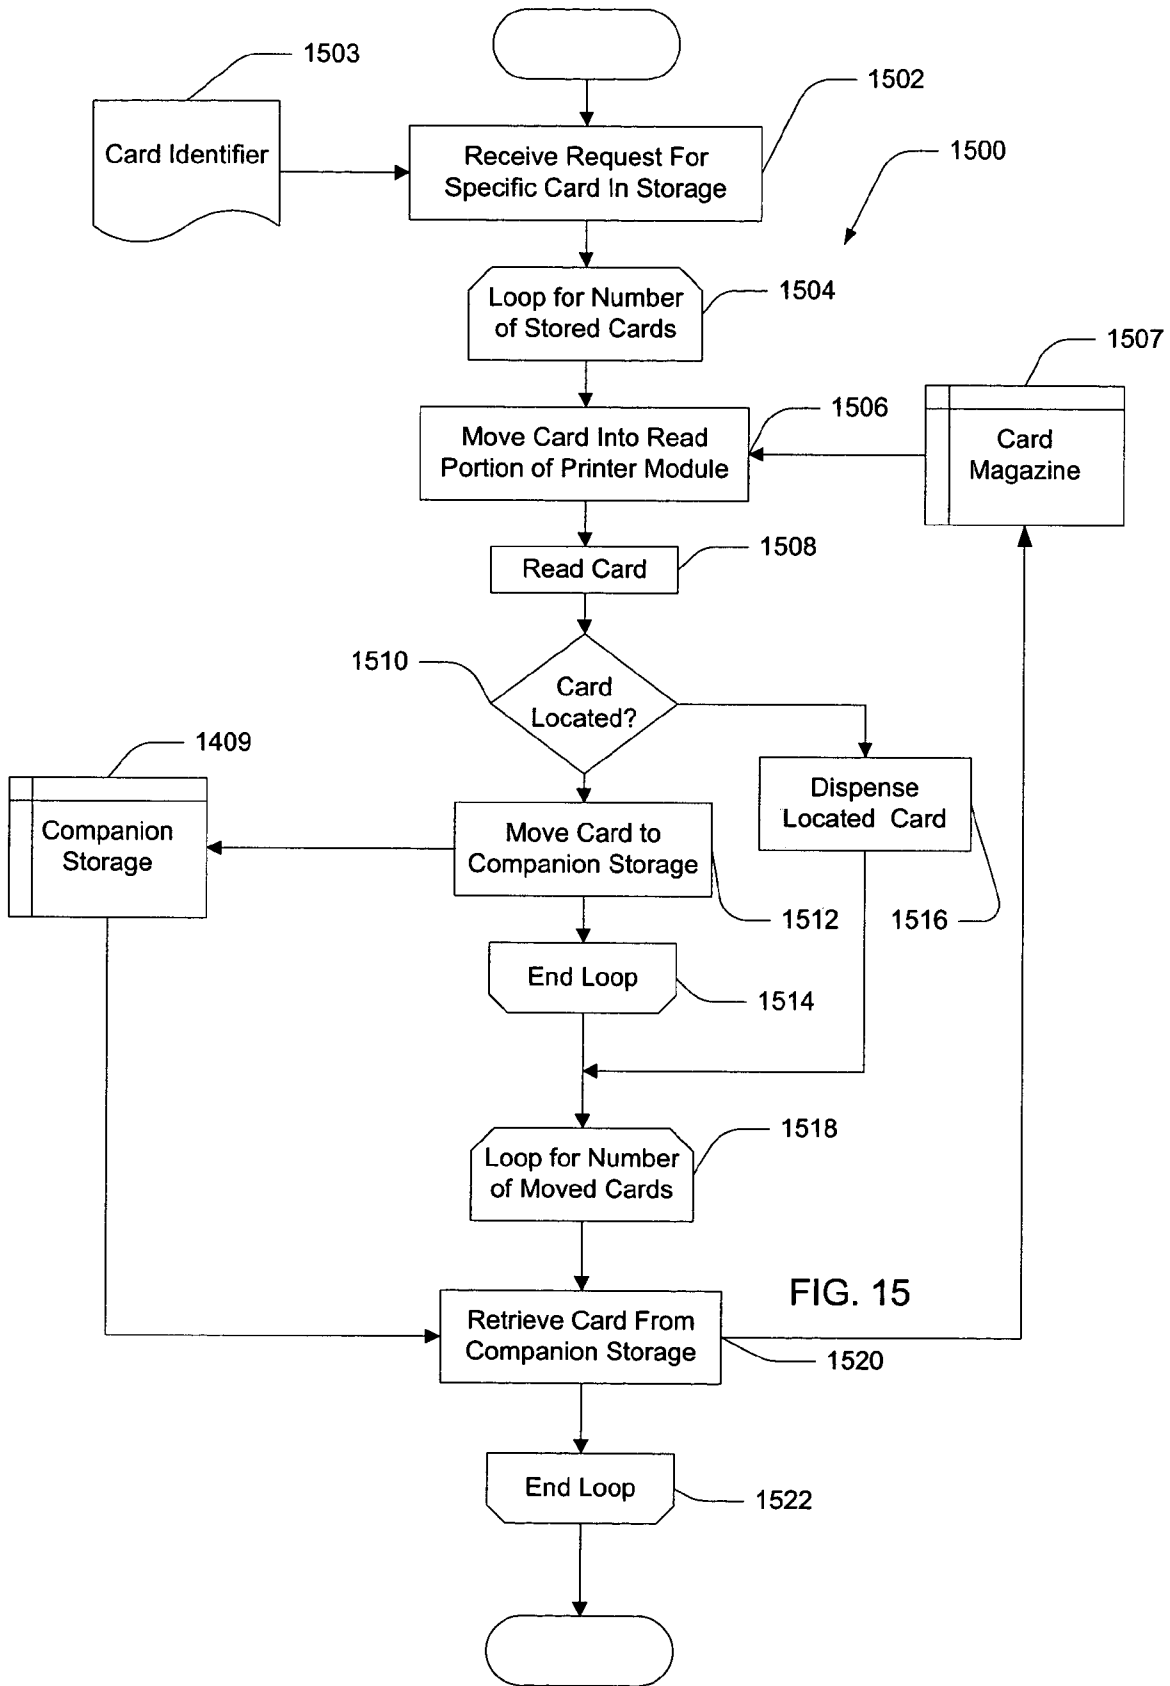 1503
1502
Card Identifier
Receive Request For
Specific Card In Storage
1500
Loop for Number
of Stored Cards
1504
1507
1506
Move Card Into Read
Portion of Printer Module
Card
Magazine
1508
Read Card
1510
Card
Located?
1409
Dispense
Located Card
Companion
Storage
Move Card to
Companion Storage
1512
1516
End Loop
1514
1518
Loop for Number
of Moved Cards
FIG. 15
Retrieve Card From
Companion Storage
1520
End Loop
1522